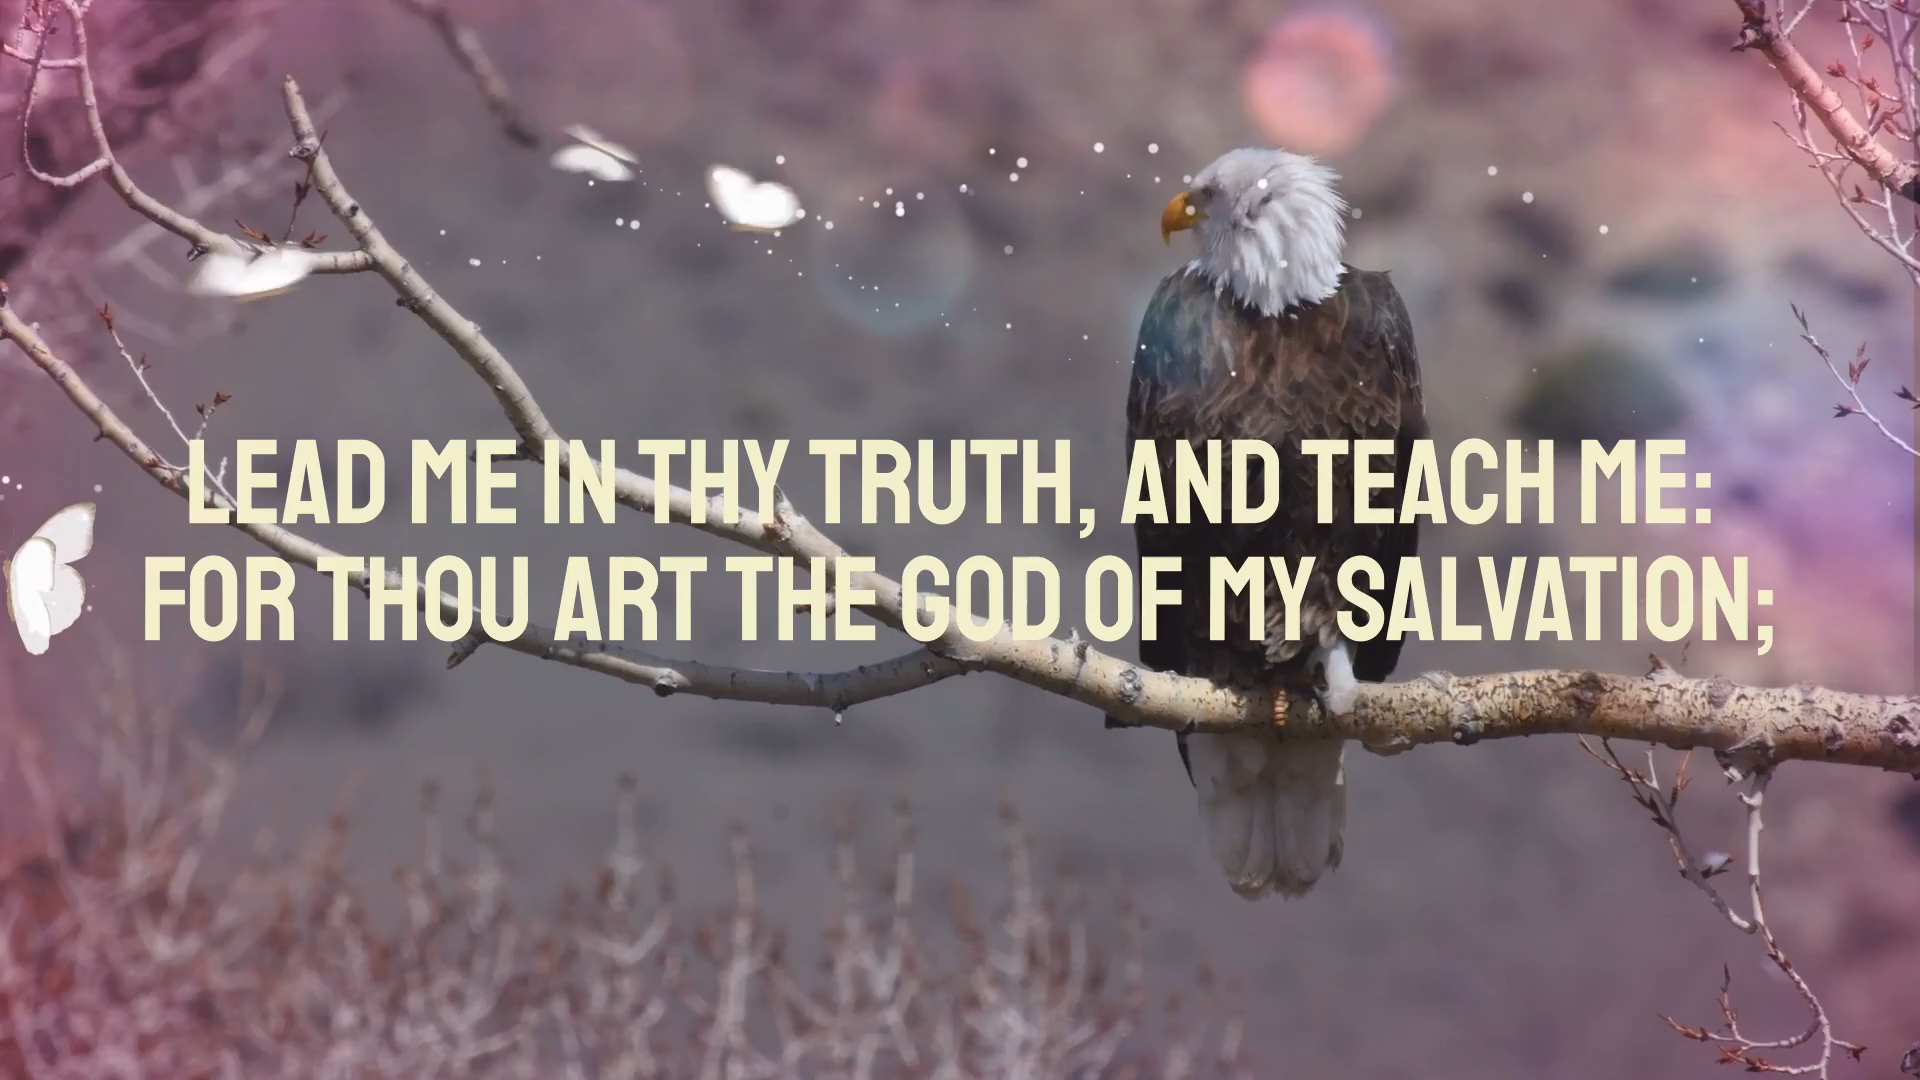 LEAD ME IN THY TRUTH, AND TEACH ME:
FOR THOU ART THE GOD OF MY SALVATION;